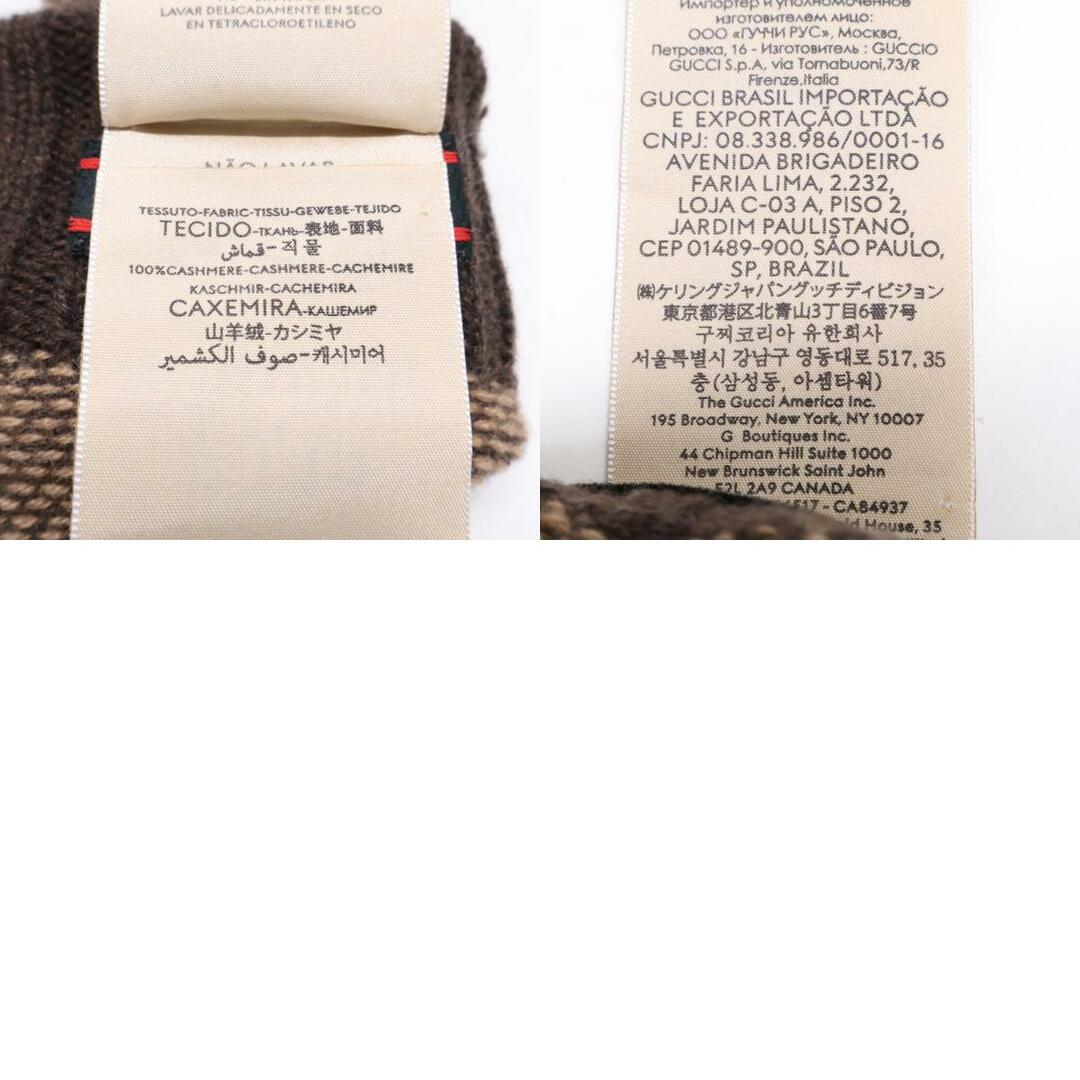 LAVAR DELICADAMENTE EN SECO
EN TETRACLOROETILENO
NÃO LAVAR
TESSUTO-FABRIC-TISSU-GEWEBE-TEJIDO
TECIDO-ТКАНЬ-表地-面料
قماش-직물
100%CASHMERE-CASHMERE-CACHEMIRE
KASCHMIR-CACHEMIRA
CAXEMIRA-КАШЕМИР
山羊绒-カシミヤ
صوف الكشمير-캐시미어
Импортер и уполномоченное
изготовителем лицо:
ООО «ГУЧЧИ РУС», Москва,
Петровка, 16 - Изготовитель : GUCCIO
GUCCI S.p.A. via Tornabuoni,73/R
Firenze,Italia
GUCCI BRASIL IMPORTAÇÃO
E EXPORTAÇÃO LTDA
CNPJ: 08.338.986/0001-16
AVENIDA BRIGADEIRO
FARIA LIMA, 2.232,
LOJA C-03 A, PISO 2,
JARDIM PAULISTANO,
CEP 01489-900, SÃO PAULO,
SP, BRAZIL
㈱ケリングジャパングッチディビジョン
東京都港区北青山3丁目6番7号
구찌코리아 유한회사
서울특별시 강남구 영동대로 517, 35
층(삼성동, 아셈타워)
The Gucci America Inc.
195 Broadway, New York, NY 10007
G Boutiques Inc.
44 Chipman Hill Suite 1000
New Brunswick Saint John
E2L 2A9 CANADA
- CA84937
House, 35